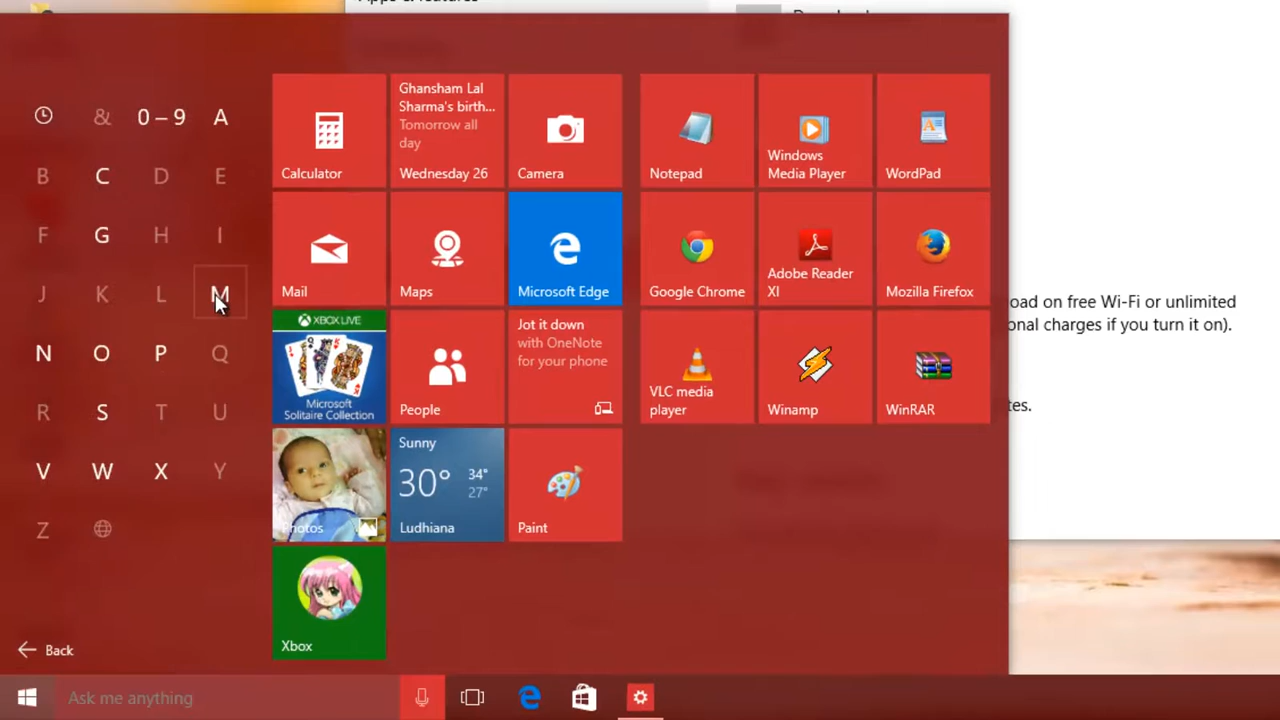 Apps & features
& 0 – 9 A
B C D E
F G H I
J K L M
N O P Q
R S T U
V W X Y
Z
Back
Calculator
Ghansham Lal
Sharma's birth...
Tomorrow all
day
Wednesday 26
Camera
Mail
Maps
Microsoft Edge
XBOX LIVE
Microsoft
Solitaire Collection
People
Jot it down
with OneNote
for your phone
Photos
Sunny
30° 34°
27°
Ludhiana
Paint
Xbox
Notepad
Windows
Media Player
WordPad
Google Chrome
Adobe Reader
XI
Mozilla Firefox
VLC media
player
Winamp
WinRAR
oad on free Wi-Fi or unlimited
onal charges if you turn it on).
tes.
Ask me anything